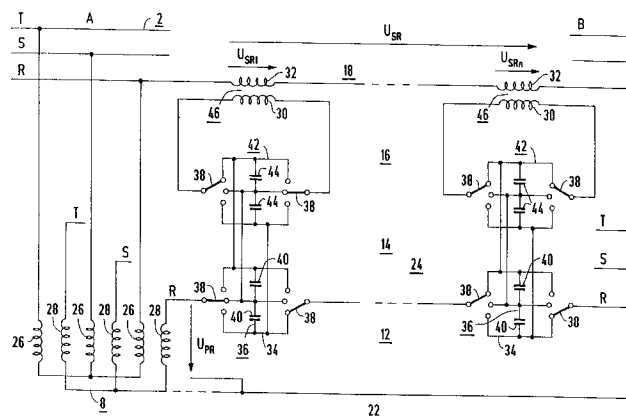 T A 2 U_SR B
S U_SR1 U_SRn
R 32 18 32
46 30 46 30
42 16 42
38 44 38 38 44 38
T 14 T
S 40 24 40 S
28 28 28 R 38 38 38 R
26 26 26 40 36 34 38 12 36 40 34 30
U_PR
8 22